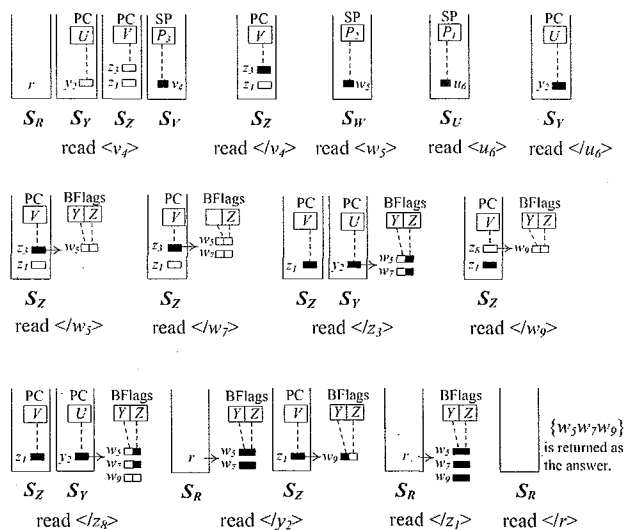 PC PC SP PC SP SP PC
U V P3 V P2 P1 U
r y2 z3 z1 v4 z3 z1 w5 u6 y2
SR SY SZ SV SZ SW SU SY
read <v4> read </v4> read <w5> read <u6> read </u6>
PC BFlags PC BFlags PC PC BFlags PC BFlags
V Y Z V Z V U Y Z V
z3 w5 z3 w5 z1 y2 w5 z8 w9
z1 z1 w7 w7 z1
SZ SZ SZ SY SZ
read </w5> read </w7> read </z3> read </w9>
PC PC BFlags BFlags PC BFlags BFlags
V U Y Z Y Z V Y Z Y Z
z1 y2 w5 w7 w9 r w5 w7 z1 w9 r w5 w7 w9
{w5w7w9}
is returned as
the answer.
SZ SY SR SZ SR SR
read </z8> read </y2> read </z1> read </r>